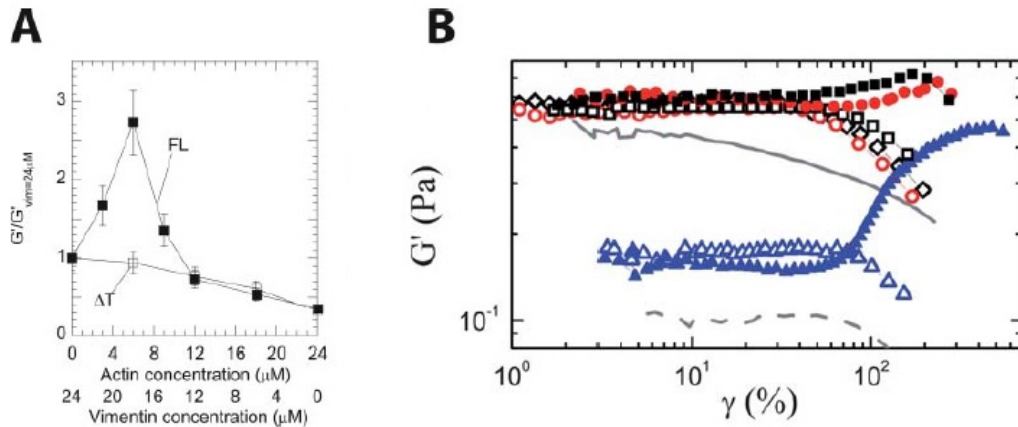 A
G'/G'vim=24μM
3
2
1
0
FL
ΔT
0 4 8 12 16 20 24
Actin concentration (μM)
24 20 16 12 8 4 0
Vimentin concentration (μM)
B
G' (Pa)
10⁻¹
10⁰ 10¹ 10²
γ (%)